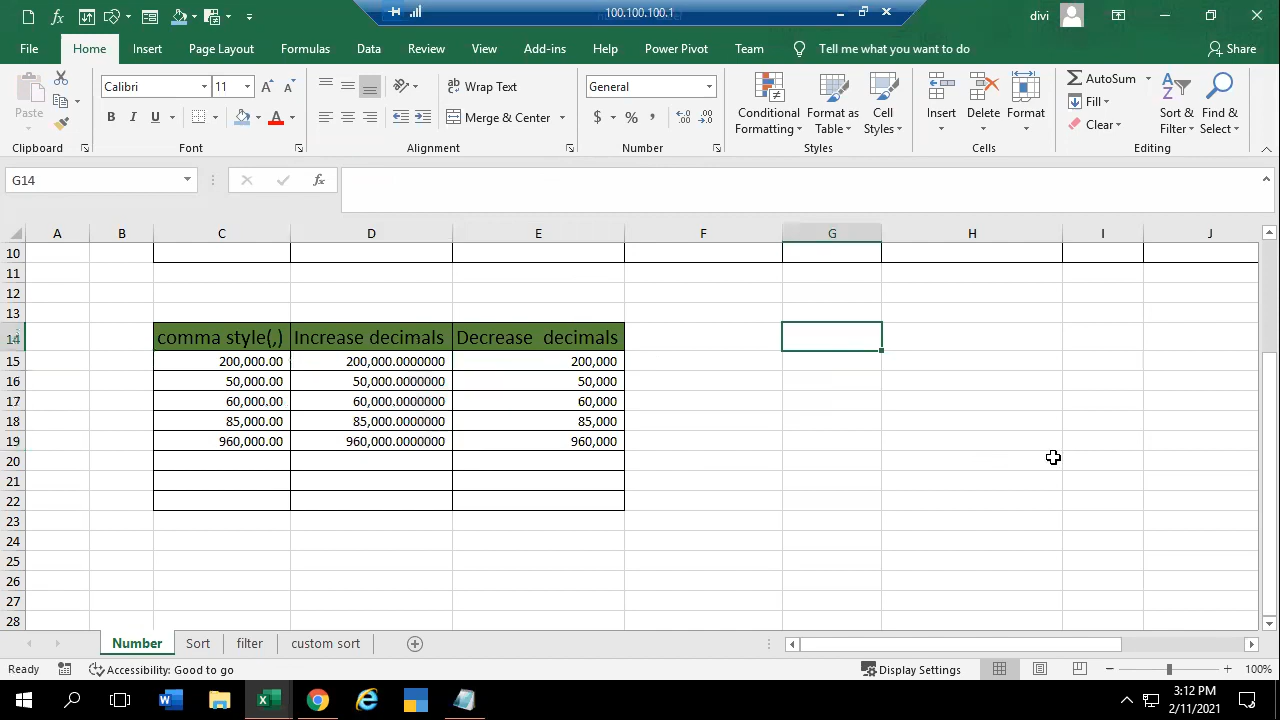 100.100.100.1
divi
File Home Insert Page Layout Formulas Data Review View Add-ins Help Power Pivot Team Tell me what you want to do Share
Paste
Clipboard
Calibri 11
B I U
Font
Wrap Text
Merge & Center
Alignment
General
$ % ,
Number
Conditional Formatting
Format as Table
Cell Styles
Styles
Insert Delete Format
Cells
AutoSum
Fill
Clear
Sort & Filter
Find & Select
Editing
G14
fx
A B C D E F G H I J
10
11
12
13
14 comma style(,) Increase decimals Decrease decimals
15 200,000.00 200,000.0000000 200,000
16 50,000.00 50,000.0000000 50,000
17 60,000.00 60,000.0000000 60,000
18 85,000.00 85,000.0000000 85,000
19 960,000.00 960,000.0000000 960,000
20
21
22
23
24
25
26
27
28
Number Sort filter custom sort
Ready Accessibility: Good to go Display Settings 100%
3:12 PM
2/11/2021